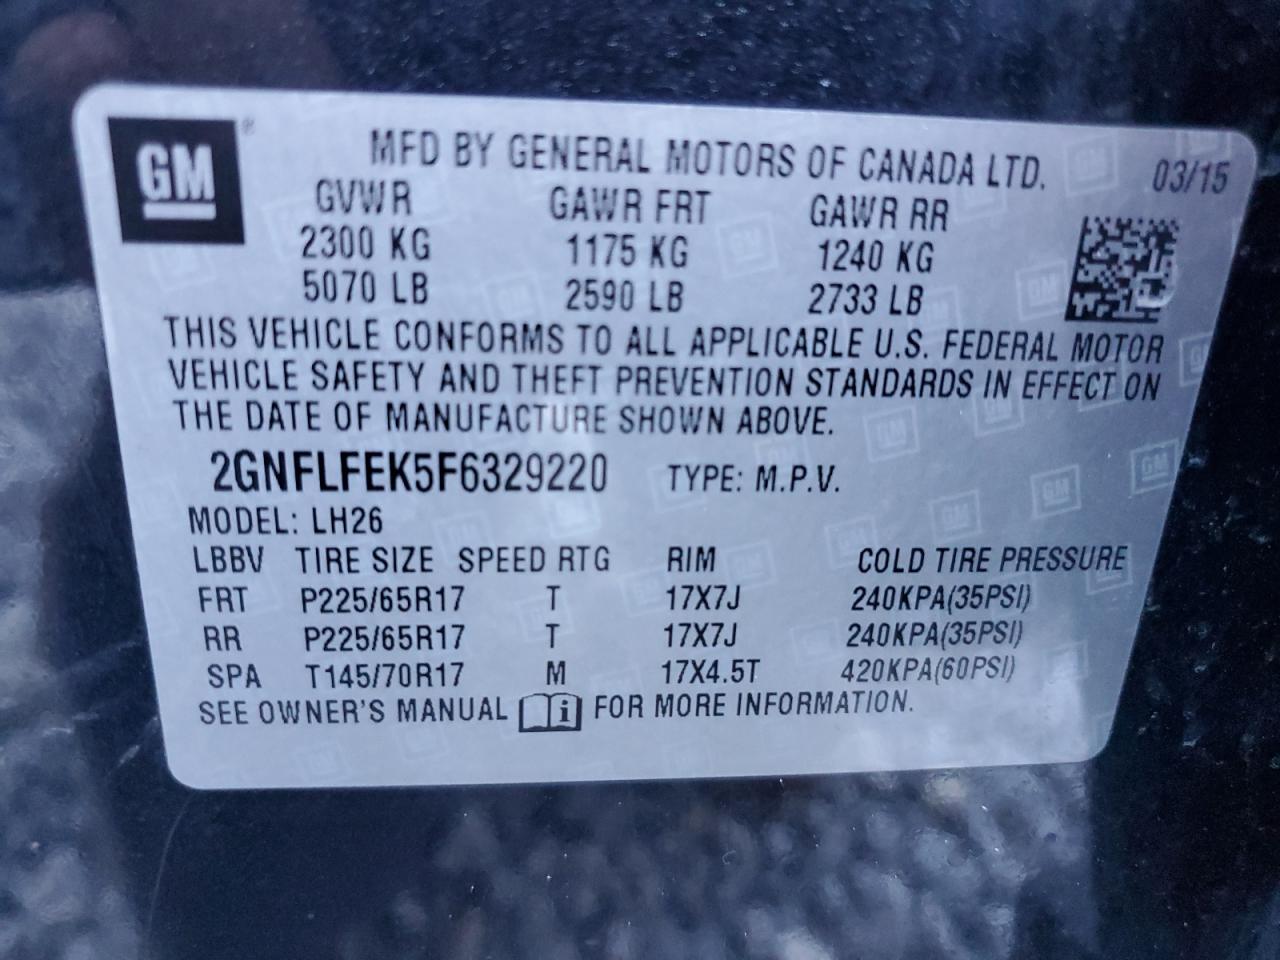 GM ®
MFD BY GENERAL MOTORS OF CANADA LTD. 03/15
GVWR GAWR FRT GAWR RR
2300 KG 1175 KG 1240 KG
5070 LB 2590 LB 2733 LB
THIS VEHICLE CONFORMS TO ALL APPLICABLE U.S. FEDERAL MOTOR
VEHICLE SAFETY AND THEFT PREVENTION STANDARDS IN EFFECT ON
THE DATE OF MANUFACTURE SHOWN ABOVE.
2GNFLFEK5F6329220 TYPE: M.P.V.
MODEL: LH26
LBBV TIRE SIZE SPEED RTG RIM COLD TIRE PRESSURE
FRT P225/65R17 T 17X7J 240KPA(35PSI)
RR P225/65R17 T 17X7J 240KPA(35PSI)
SPA T145/70R17 M 17X4.5T 420KPA(60PSI)
SEE OWNER'S MANUAL i FOR MORE INFORMATION.